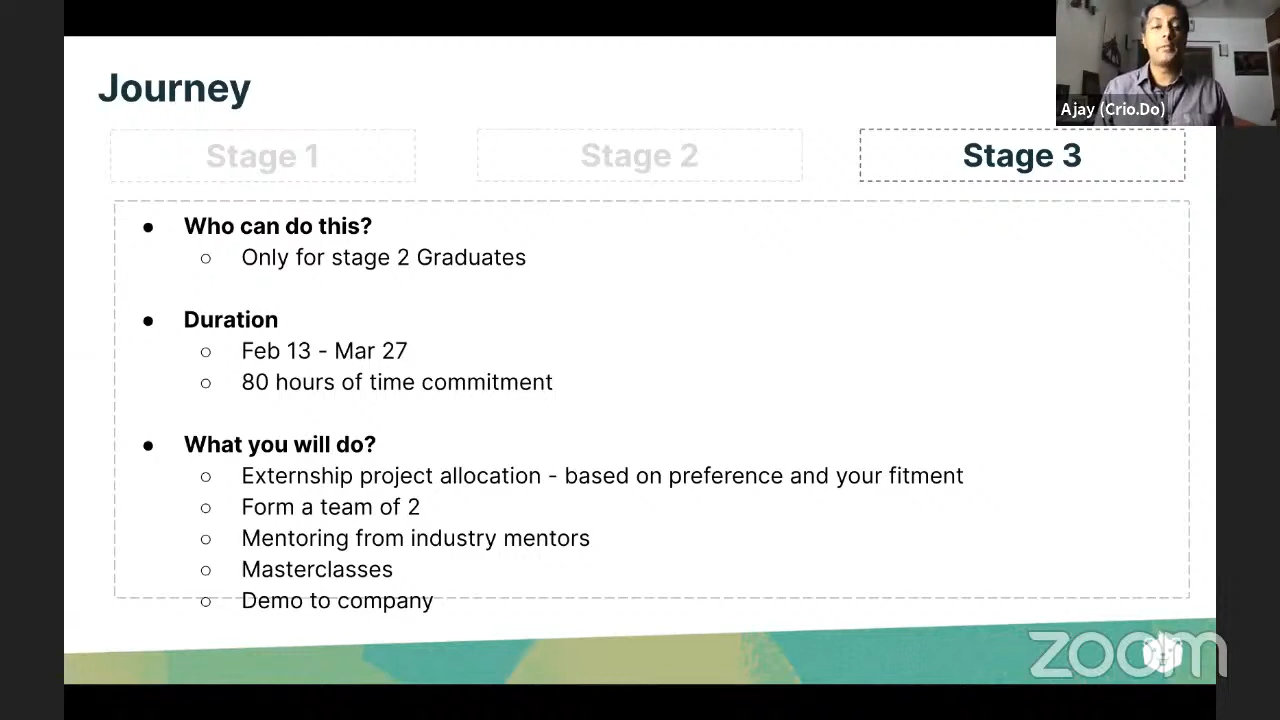 Journey
Ajay (Crio.Do)
Stage 1
Stage 2
Stage 3
● Who can do this?
○ Only for stage 2 Graduates
● Duration
○ Feb 13 - Mar 27
○ 80 hours of time commitment
● What you will do?
○ Externship project allocation - based on preference and your fitment
○ Form a team of 2
○ Mentoring from industry mentors
○ Masterclasses
○ Demo to company
zoom